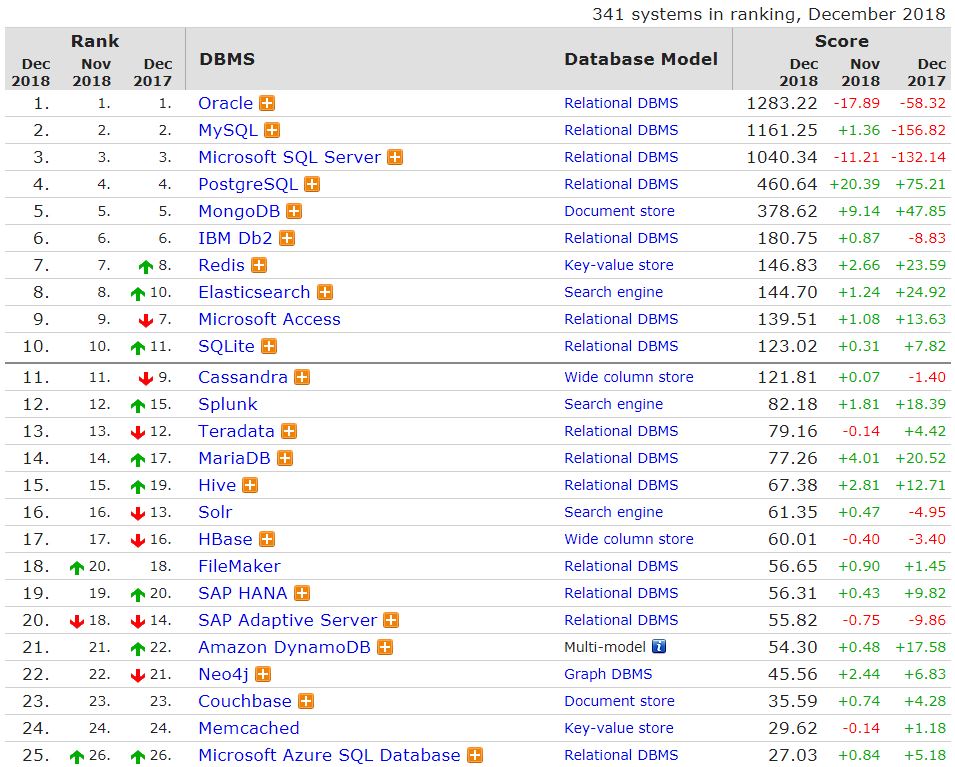 341 systems in ranking, December 2018
Rank DBMS Database Model Score
Dec 2018 Nov 2018 Dec 2017 Dec 2018 Nov 2018 Dec 2017
1. 1. 1. Oracle Relational DBMS 1283.22 -17.89 -58.32
2. 2. 2. MySQL Relational DBMS 1161.25 +1.36 -156.82
3. 3. 3. Microsoft SQL Server Relational DBMS 1040.34 -11.21 -132.14
4. 4. 4. PostgreSQL Relational DBMS 460.64 +20.39 +75.21
5. 5. 5. MongoDB Document store 378.62 +9.14 +47.85
6. 6. 6. IBM Db2 Relational DBMS 180.75 +0.87 -8.83
7. 7. 8. Redis Key-value store 146.83 +2.66 +23.59
8. 8. 10. Elasticsearch Search engine 144.70 +1.24 +24.92
9. 9. 7. Microsoft Access Relational DBMS 139.51 +1.08 +13.63
10. 10. 11. SQLite Relational DBMS 123.02 +0.31 +7.82
11. 11. 9. Cassandra Wide column store 121.81 +0.07 -1.40
12. 12. 15. Splunk Search engine 82.18 +1.81 +18.39
13. 13. 12. Teradata Relational DBMS 79.16 -0.14 +4.42
14. 14. 17. MariaDB Relational DBMS 77.26 +4.01 +20.52
15. 15. 19. Hive Relational DBMS 67.38 +2.81 +12.71
16. 16. 13. Solr Search engine 61.35 +0.47 -4.95
17. 17. 16. HBase Wide column store 60.01 -0.40 -3.40
18. 20. 18. FileMaker Relational DBMS 56.65 +0.90 +1.45
19. 19. 20. SAP HANA Relational DBMS 56.31 +0.43 +9.82
20. 18. 14. SAP Adaptive Server Relational DBMS 55.82 -0.75 -9.86
21. 21. 22. Amazon DynamoDB Multi-model 54.30 +0.48 +17.58
22. 22. 21. Neo4j Graph DBMS 45.56 +2.44 +6.83
23. 23. 23. Couchbase Document store 35.59 +0.74 +4.28
24. 24. 24. Memcached Key-value store 29.62 -0.14 +1.18
25. 26. 26. Microsoft Azure SQL Database Relational DBMS 27.03 +0.84 +5.18